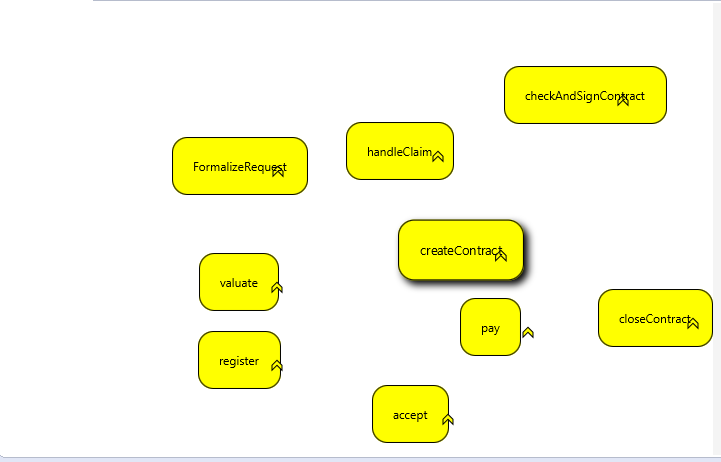 checkAndSignContract
handleClaim
FormalizeRequest
createContract
valuate
closeContract
pay
register
accept